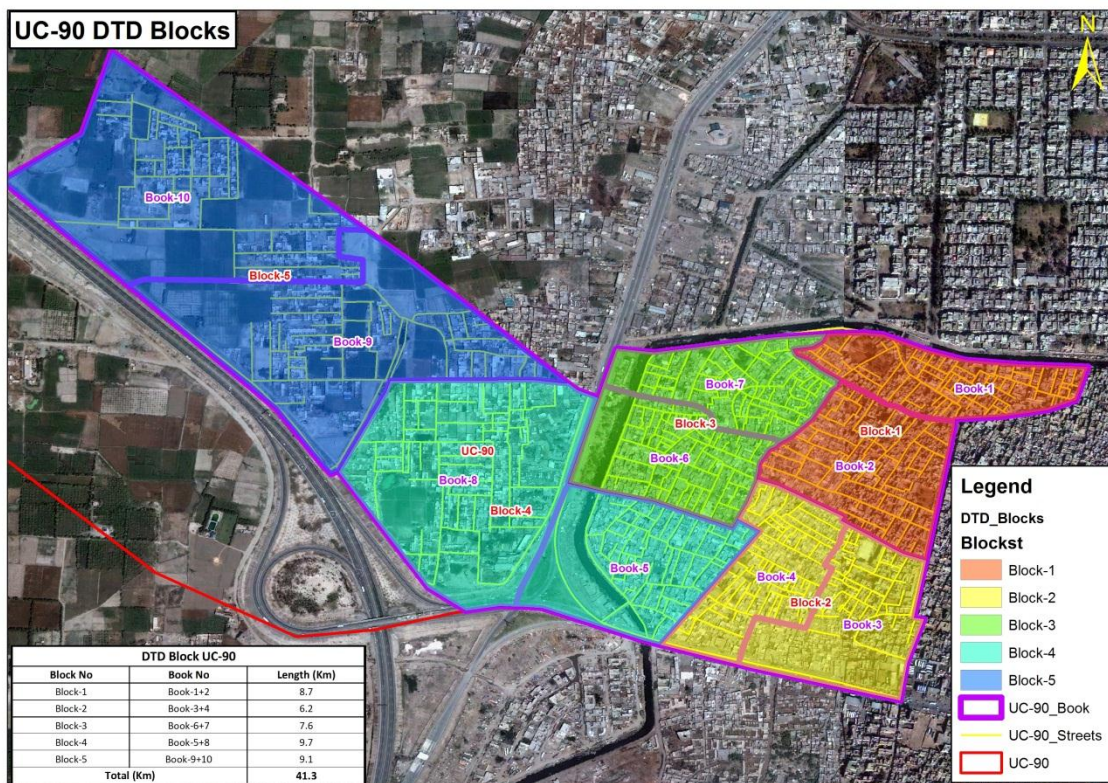 UC-90 DTD Blocks
N
Book-10
Block-5
Book-9
Book-7
Book-1
Block-3
Block-1
UC-90
Book-6
Book-2
Book-8
Block-4
Book-5
Book-4
Block-2
Book-3
Legend
DTD_Blocks
Blockst
Block-1
Block-2
Block-3
Block-4
Block-5
UC-90_Book
UC-90_Streets
UC-90
DTD Block UC-90
Block No Book No Length (Km)
Block-1 Book-1+2 8.7
Block-2 Book-3+4 6.2
Block-3 Book-6+7 7.6
Block-4 Book-5+8 9.7
Block-5 Book-9+10 9.1
Total (Km) 41.3